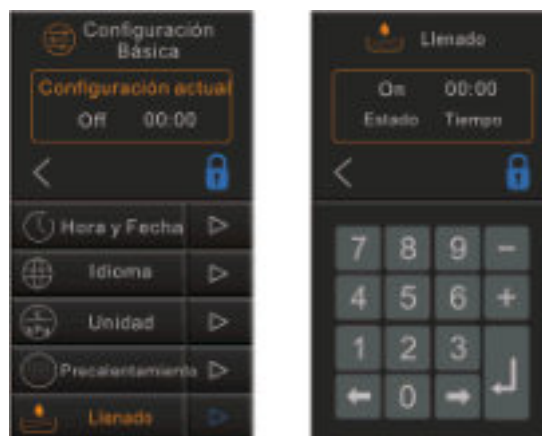 Configuración
Básica
Configuración actual
Off 00:00
Hora y Fecha
Idioma
Unidad
Precalentamiento
Llenado
Llenado
On 00:00
Estado Tiempo
7 8 9 -
4 5 6 +
1 2 3
0